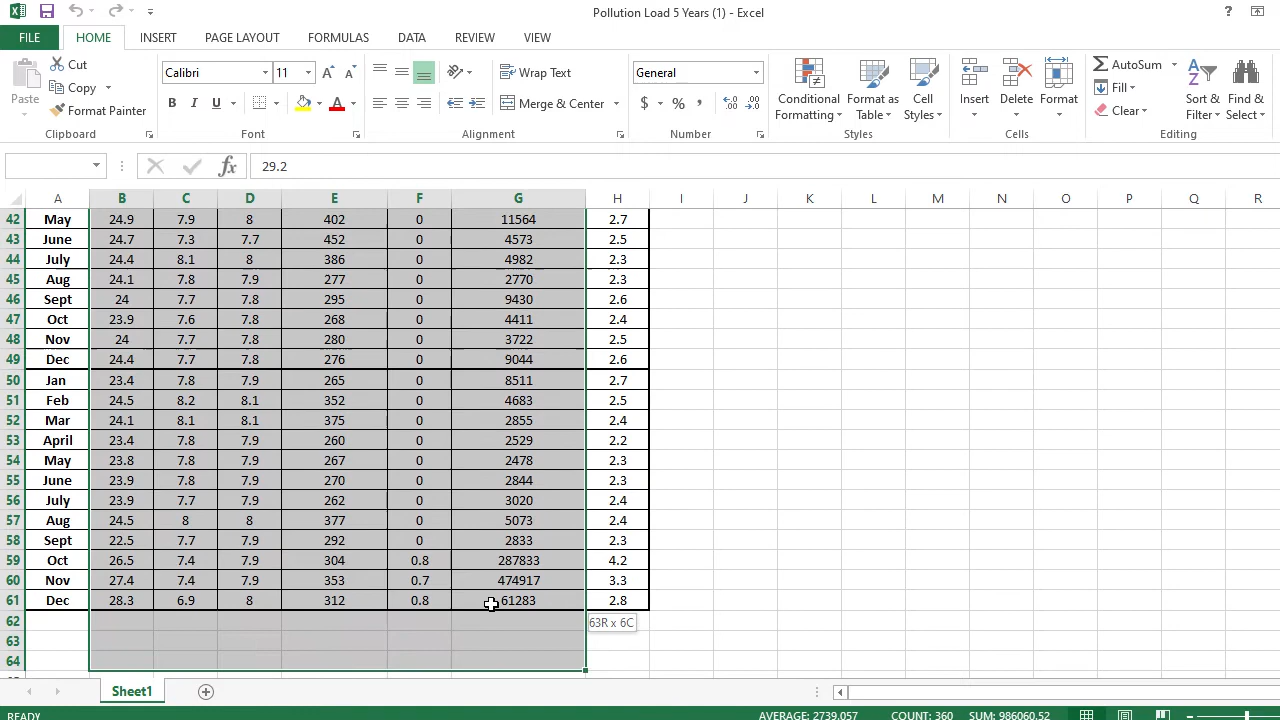 Pollution Load 5 Years (1) - Excel
?
FILE HOME INSERT PAGE LAYOUT FORMULAS DATA REVIEW VIEW
Paste
Cut
Copy
Format Painter
Clipboard
Calibri 11
B I U
Font
Wrap Text
Merge & Center
Alignment
General
$ % ,
Number
Conditional Formatting
Format as Table
Cell Styles
Styles
Insert Delete Format
Cells
AutoSum
Fill
Clear
Sort & Filter
Find & Select
Editing
fx 29.2
A B C D E F G H I J K L M N O P Q R
42 May 24.9 7.9 8 402 0 11564 2.7
43 June 24.7 7.3 7.7 452 0 4573 2.5
44 July 24.4 8.1 8 386 0 4982 2.3
45 Aug 24.1 7.8 7.9 277 0 2770 2.3
46 Sept 24 7.7 7.8 295 0 9430 2.6
47 Oct 23.9 7.6 7.8 268 0 4411 2.4
48 Nov 24 7.7 7.8 280 0 3722 2.5
49 Dec 24.4 7.7 7.8 276 0 9044 2.6
50 Jan 23.4 7.8 7.9 265 0 8511 2.7
51 Feb 24.5 8.2 8.1 352 0 4683 2.5
52 Mar 24.1 8.1 8.1 375 0 2855 2.4
53 April 23.4 7.8 7.9 260 0 2529 2.2
54 May 23.8 7.8 7.9 267 0 2478 2.3
55 June 23.9 7.8 7.9 270 0 2844 2.3
56 July 23.9 7.7 7.9 262 0 3020 2.4
57 Aug 24.5 8 8 377 0 5073 2.4
58 Sept 22.5 7.7 7.9 292 0 2833 2.3
59 Oct 26.5 7.4 7.9 304 0.8 287833 4.2
60 Nov 27.4 7.4 7.9 353 0.7 474917 3.3
61 Dec 28.3 6.9 8 312 0.8 61283 2.8
62
63R x 6C
63
64
Sheet1
READY AVERAGE: 2739.057 COUNT: 360 SUM: 986060.52